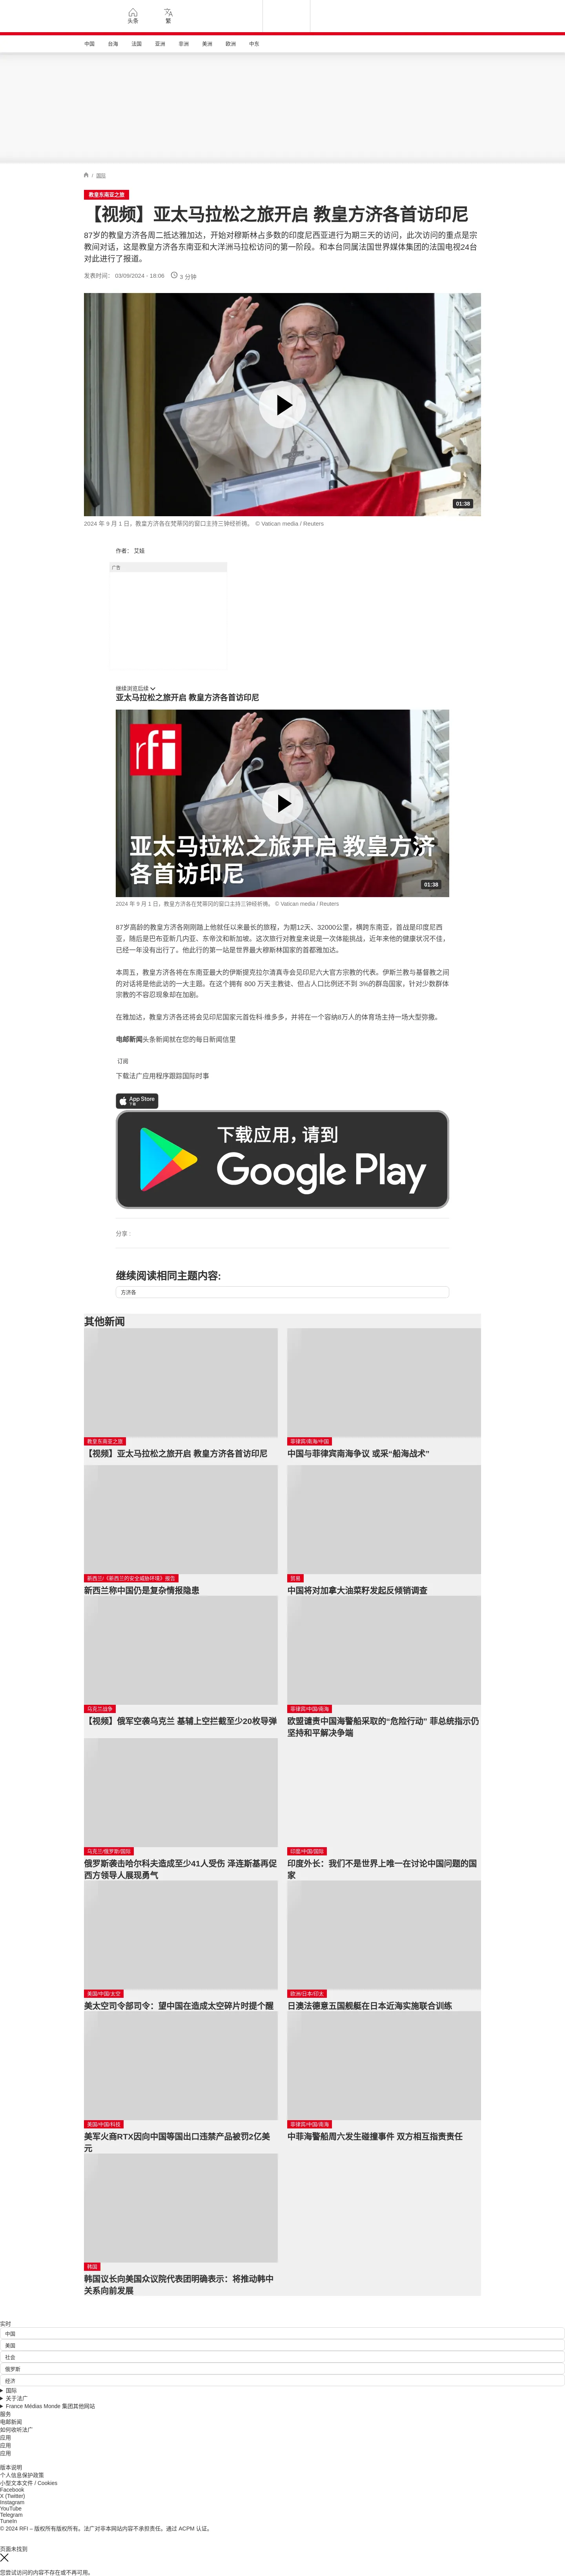 头条
繁
中国
台海
法国
亚洲
非洲
美洲
欧洲
中东
/ 国际
教皇东南亚之旅
【视频】亚太马拉松之旅开启 教皇方济各首访印尼
87岁的教皇方济各周二抵达雅加达，开始对穆斯林占多数的印度尼西亚进行为期三天的访问，此次访问的重点是宗
教间对话，这是教皇方济各东南亚和大洋洲马拉松访问的第一阶段。和本台同属法国世界媒体集团的法国电视24台
对此进行了报道。
发表时间： 03/09/2024 - 18:06
3 分钟
01:38
2024 年 9 月 1 日，教皇方济各在梵蒂冈的窗口主持三钟经祈祷。 © Vatican media / Reuters
作者： 艾絲
广告
继续浏览后续
亚太马拉松之旅开启 教皇方济各首访印尼
rfi
亚太马拉松之旅开启 教皇方济
各首访印尼
01:38
2024 年 9 月 1 日，教皇方济各在梵蒂冈的窗口主持三钟经祈祷。 © Vatican media / Reuters
87岁高龄的教皇方济各刚刚踏上他就任以来最长的旅程，为期12天、32000公里，横跨东南亚，首战是印度尼西
亚，随后是巴布亚新几内亚、东帝汶和新加坡。这次旅行对教皇来说是一次体能挑战，近年来他的健康状况不佳，
已经一年没有出行了。他此行的第一站是世界最大穆斯林国家的首都雅加达。
本周五，教皇方济各将在东南亚最大的伊斯提克拉尔清真寺会见印尼六大官方宗教的代表。伊斯兰教与基督教之间
的对话将是他此访的一大主题。在这个拥有 800 万天主教徒、但占人口比例还不到 3%的群岛国家，针对少数群体
宗教的不容忍现象却在加剧。
在雅加达，教皇方济各还将会见印尼国家元首佐科·维多多，并将在一个容纳8万人的体育场主持一场大型弥撒。
电邮新闻头条新闻就在您的每日新闻信里
订阅
下载法广应用程序跟踪国际时事
App Store
下载
下载应用，请到
Google Play
分享 :
继续阅读相同主题内容:
方济各
其他新闻
教皇东南亚之旅
【视频】亚太马拉松之旅开启 教皇方济各首访印尼
菲律宾/南海/中国
中国与菲律宾南海争议 或采“船海战术”
新西兰/《新西兰的安全威胁环境》报告
新西兰称中国仍是复杂情报隐患
贸易
中国将对加拿大油菜籽发起反倾销调查
乌克兰战争
【视频】俄军空袭乌克兰 基辅上空拦截至少20枚导弹
菲律宾/中国/南海
欧盟谴责中国海警船采取的“危险行动” 菲总统指示仍
坚持和平解决争端
乌克兰/俄罗斯/国际
俄罗斯袭击哈尔科夫造成至少41人受伤 泽连斯基再促
西方领导人展现勇气
印度/中国/国际
印度外长：我们不是世界上唯一在讨论中国问题的国
家
美国/中国/太空
美太空司令部司令：望中国在造成太空碎片时提个醒
欧洲/日本/印太
日澳法德意五国舰艇在日本近海实施联合训练
美国/中国/科技
美军火商RTX因向中国等国出口违禁产品被罚2亿美
元
菲律宾/中国/南海
中菲海警船周六发生碰撞事件 双方相互指责责任
韩国
韩国议长向美国众议院代表团明确表示：将推动韩中
关系向前发展
实时
中国
美国
社会
俄罗斯
经济
国际
关于法广
France Médias Monde 集团其他网站
服务
电邮新闻
如何收听法广
应用
应用
应用
版本说明
个人信息保护政策
小型文本文件 / Cookies
Facebook
X (Twitter)
Instagram
YouTube
Telegram
TuneIn
© 2024 RFI – 版权所有版权所有。法广对非本网站内容不承担责任。通过 ACPM 认证。
页面未找到
您尝试访问的内容不存在或不再可用。